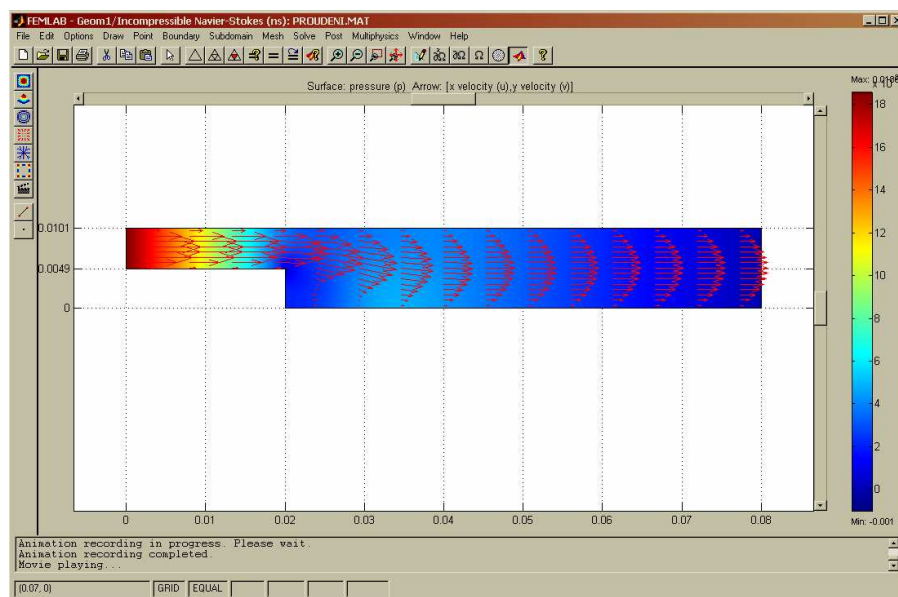 FEMLAB - Geom1/Incompressible Navier-Stokes (ns): PROUDENI.MAT
File Edit Options Draw Point Boundary Subdomain Mesh Solve Post Multiphysics Window Help
Surface: pressure (p) Arrow: [x velocity (u),y velocity (v)]
0.0101
0.0049
0
0 0.01 0.02 0.03 0.04 0.05 0.06 0.07 0.08
18
16
14
12
10
8
6
4
2
0
Min: -0.001
Animation recording in progress. Please wait.
Animation recording completed.
Movie playing...
(0.07, 0) GRID EQUAL